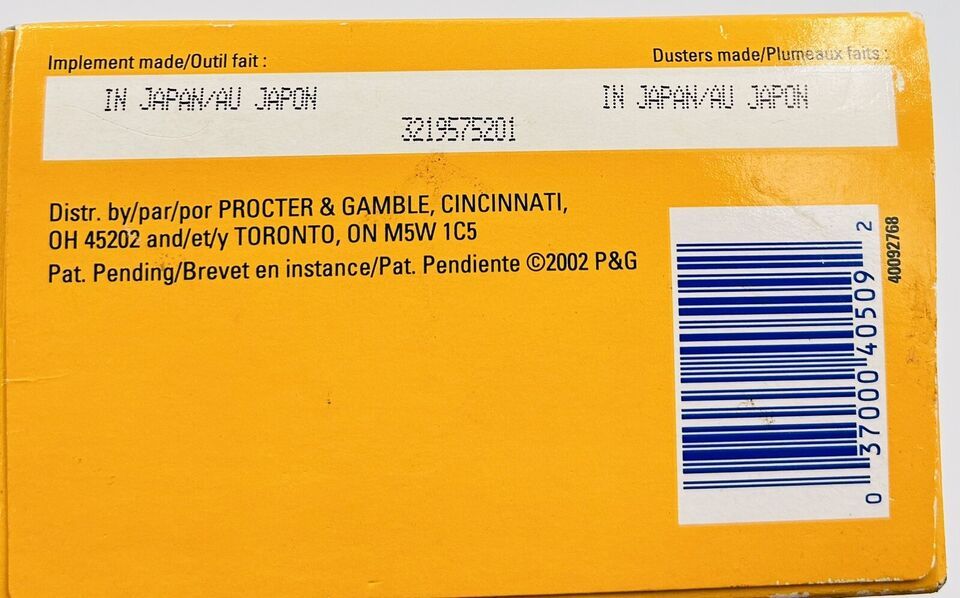 Implement made/Outil fait :
Dusters made/Plumeaux faits :
IN JAPAN/AU JAPON
IN JAPAN/AU JAPON
3219575201
Distr. by/par/por PROCTER & GAMBLE, CINCINNATI,
OH 45202 and/et/y TORONTO, ON M5W 1C5
Pat. Pending/Brevet en instance/Pat. Pendiente ©2002 P&G
0 37000 40509 2
40092768